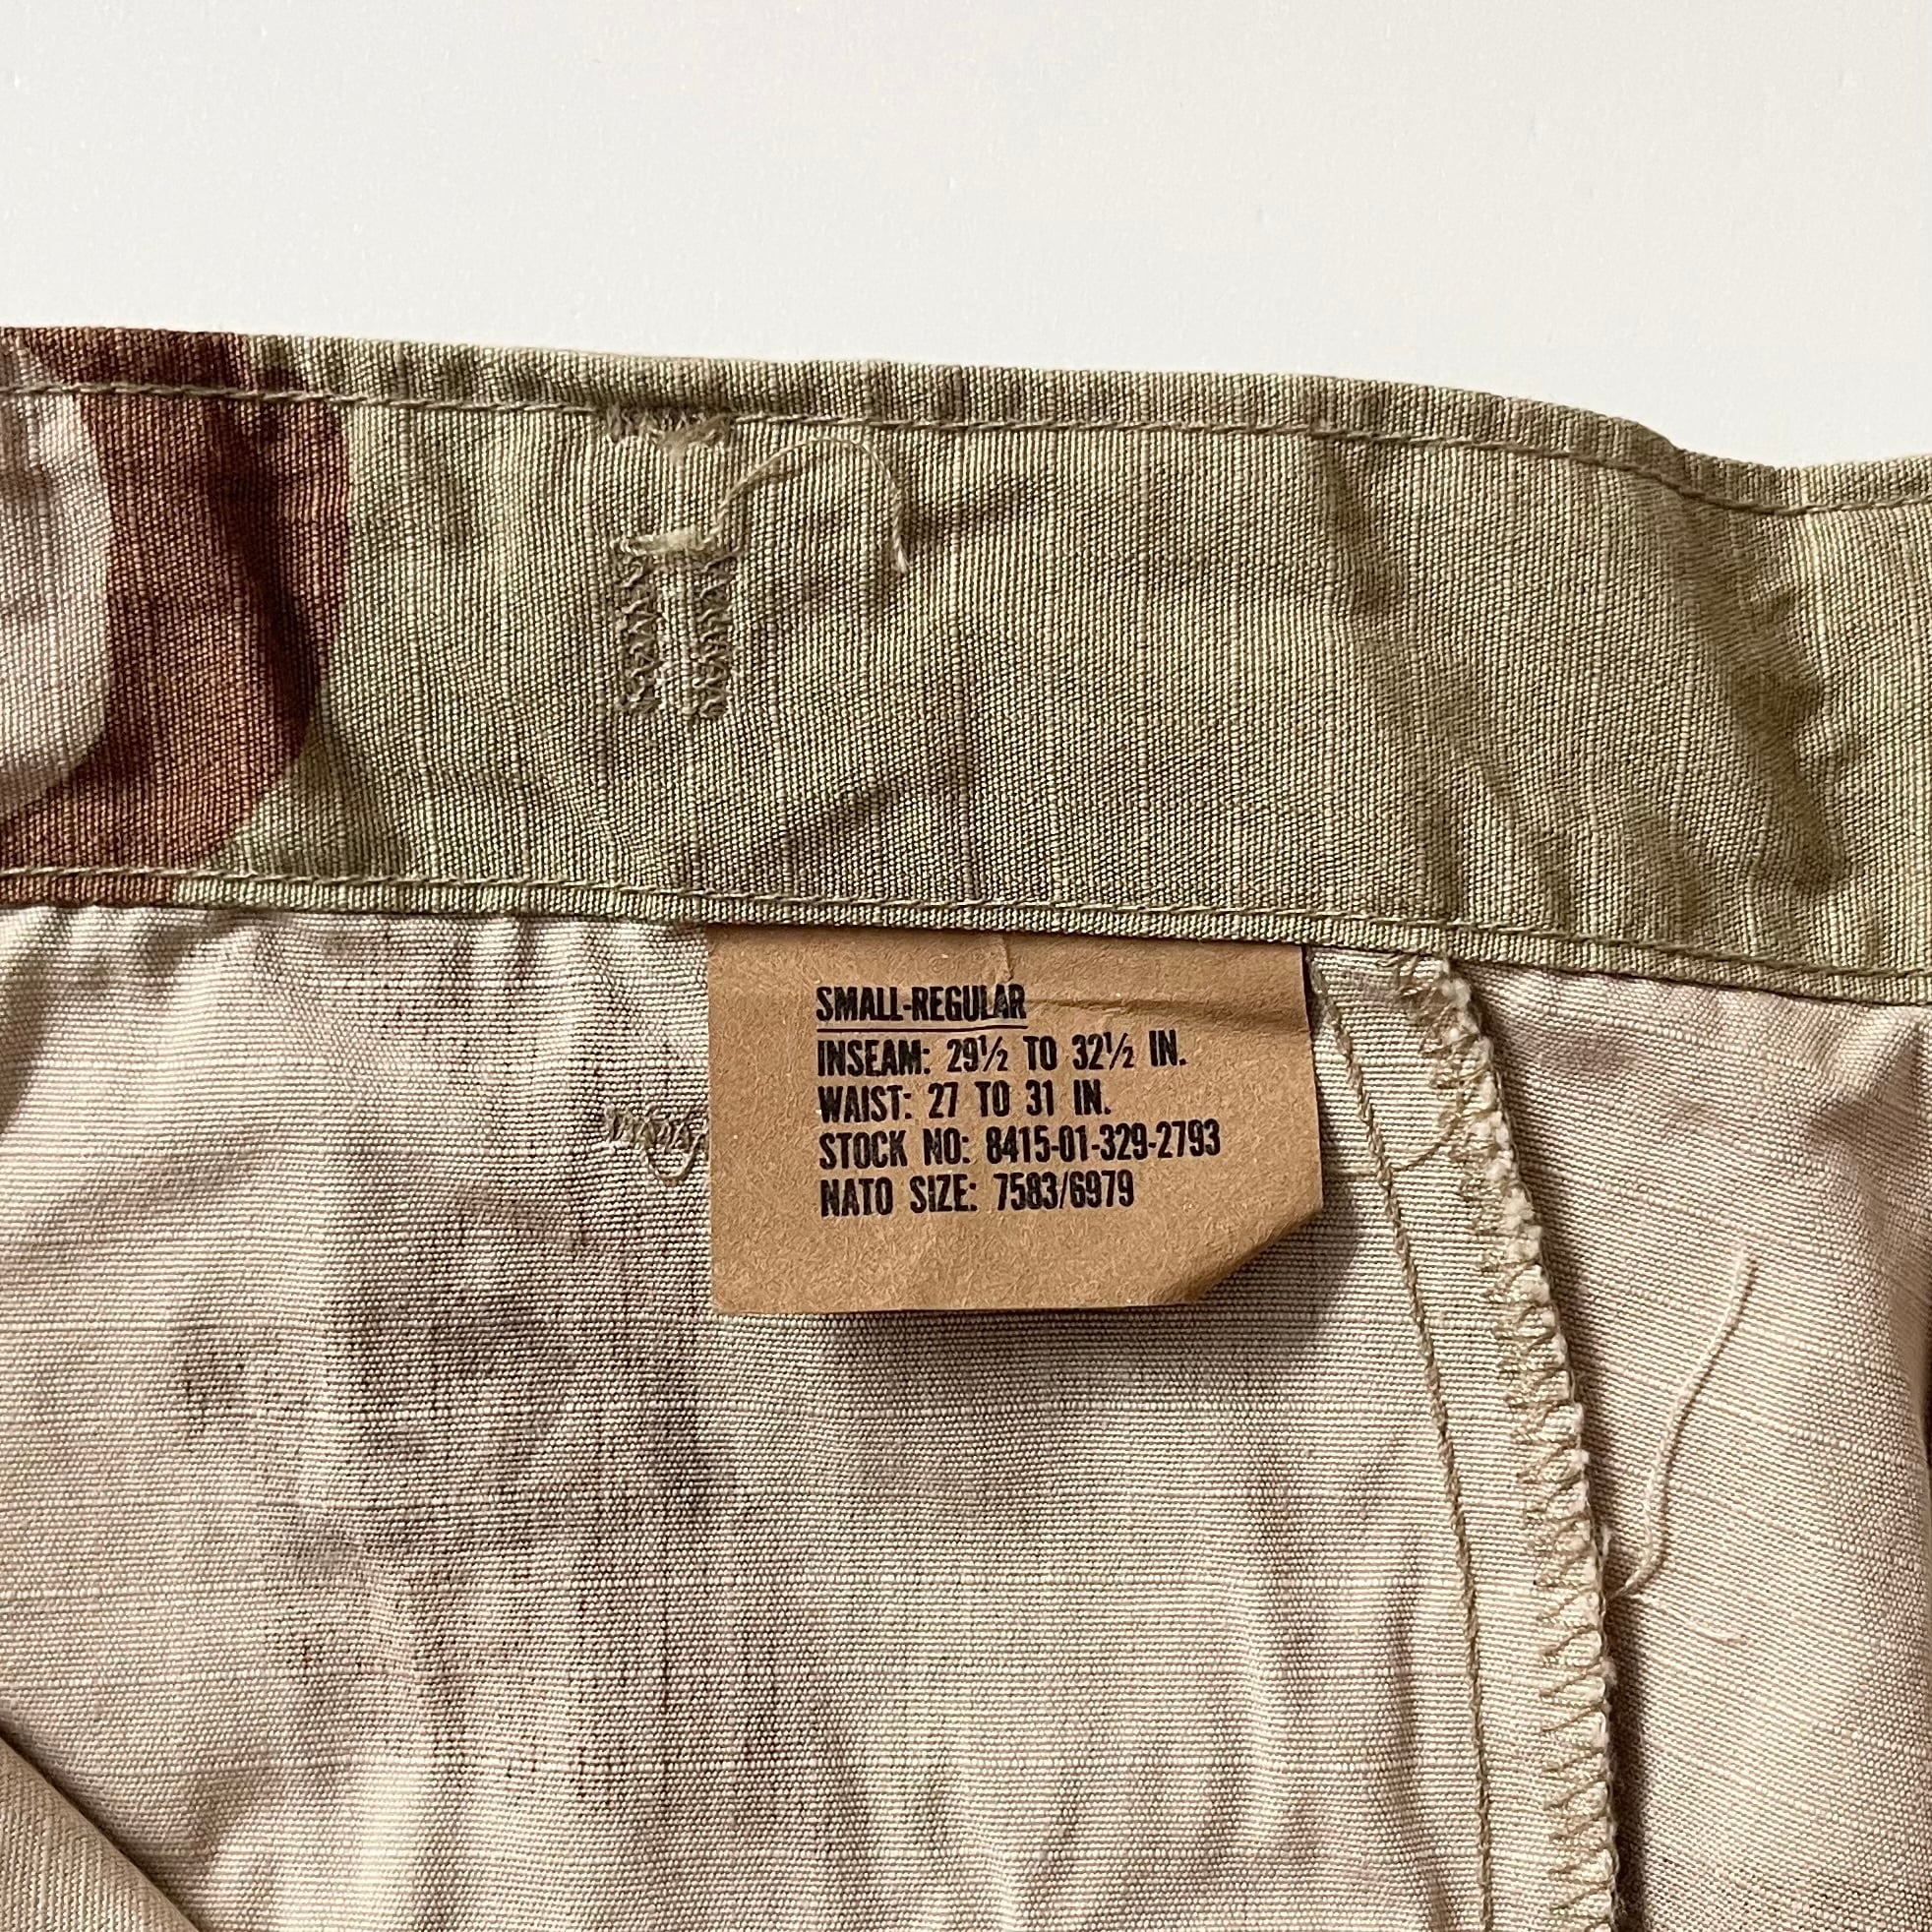 SMALL-REGULAR
INSEAM: 29½ TO 32½ IN.
WAIST: 27 TO 31 IN.
STOCK NO: 8415-01-329-2793
NATO SIZE: 7583/6979